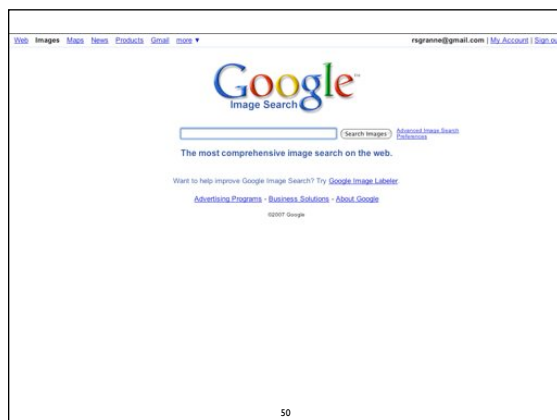 Web Images Maps News Products Gmail more ▼ rsgranne@gmail.com | My Account | Sign ou
Google™
Image Search
Search Images Advanced Image Search
Preferences
The most comprehensive image search on the web.
Want to help improve Google Image Search? Try Google Image Labeler.
Advertising Programs - Business Solutions - About Google
©2007 Google
50